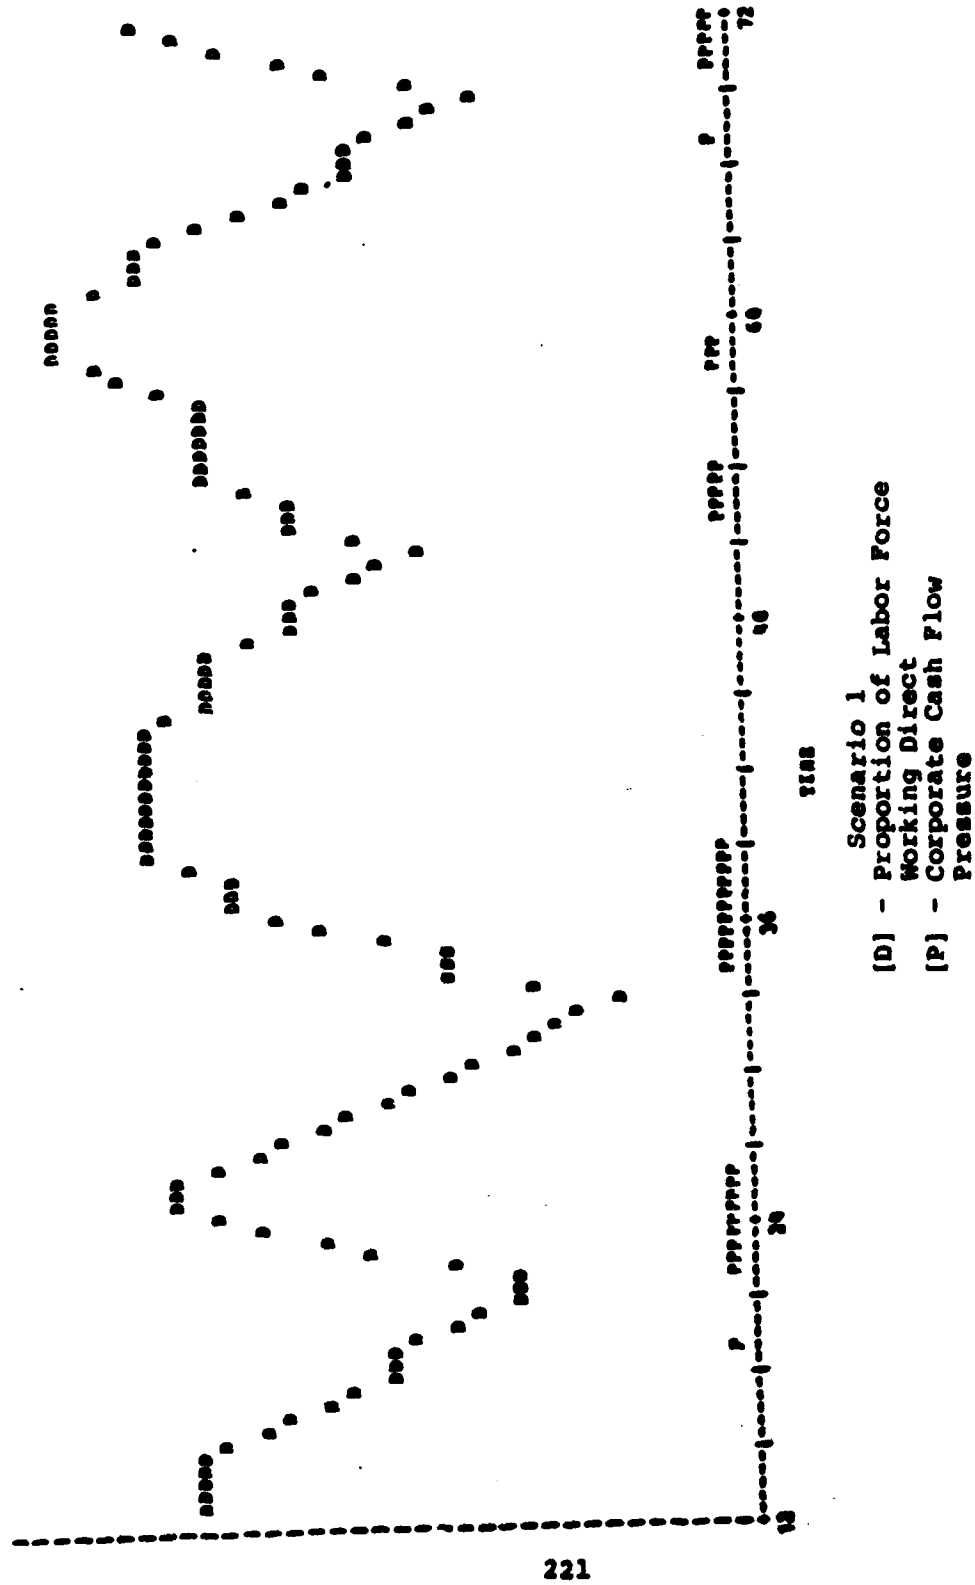 12 24 36 48 60 72
TIME
Scenario 1
[D] - Proportion of Labor Force
Working Direct
[P] - Corporate Cash Flow
Pressure
221